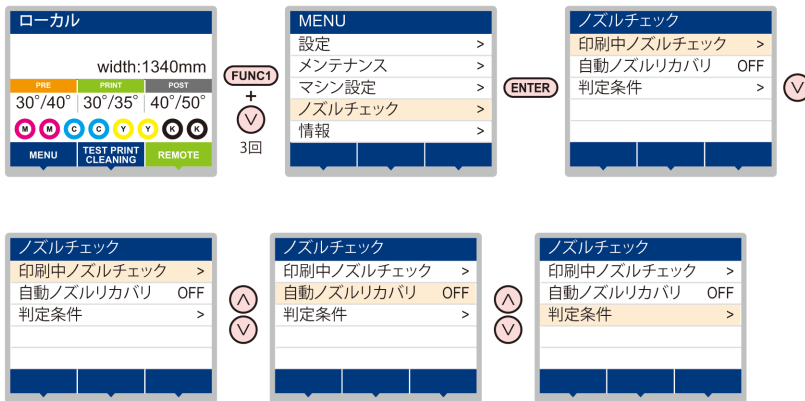 ローカル
width:1340mm
PRE PRINT POST
30°/40° 30°/35° 40°/50°
M M C C Y Y K K
MENU TEST PRINT CLEANING REMOTE
FUNC1
+
3回
MENU
設定 >
メンテナンス >
マシン設定 >
ノズルチェック >
情報 >
ENTER
ノズルチェック
印刷中ノズルチェック >
自動ノズルリカバリ OFF
判定条件 >
ノズルチェック
印刷中ノズルチェック >
自動ノズルリカバリ OFF
判定条件 >
ノズルチェック
印刷中ノズルチェック >
自動ノズルリカバリ OFF
判定条件 >
ノズルチェック
印刷中ノズルチェック >
自動ノズルリカバリ OFF
判定条件 >